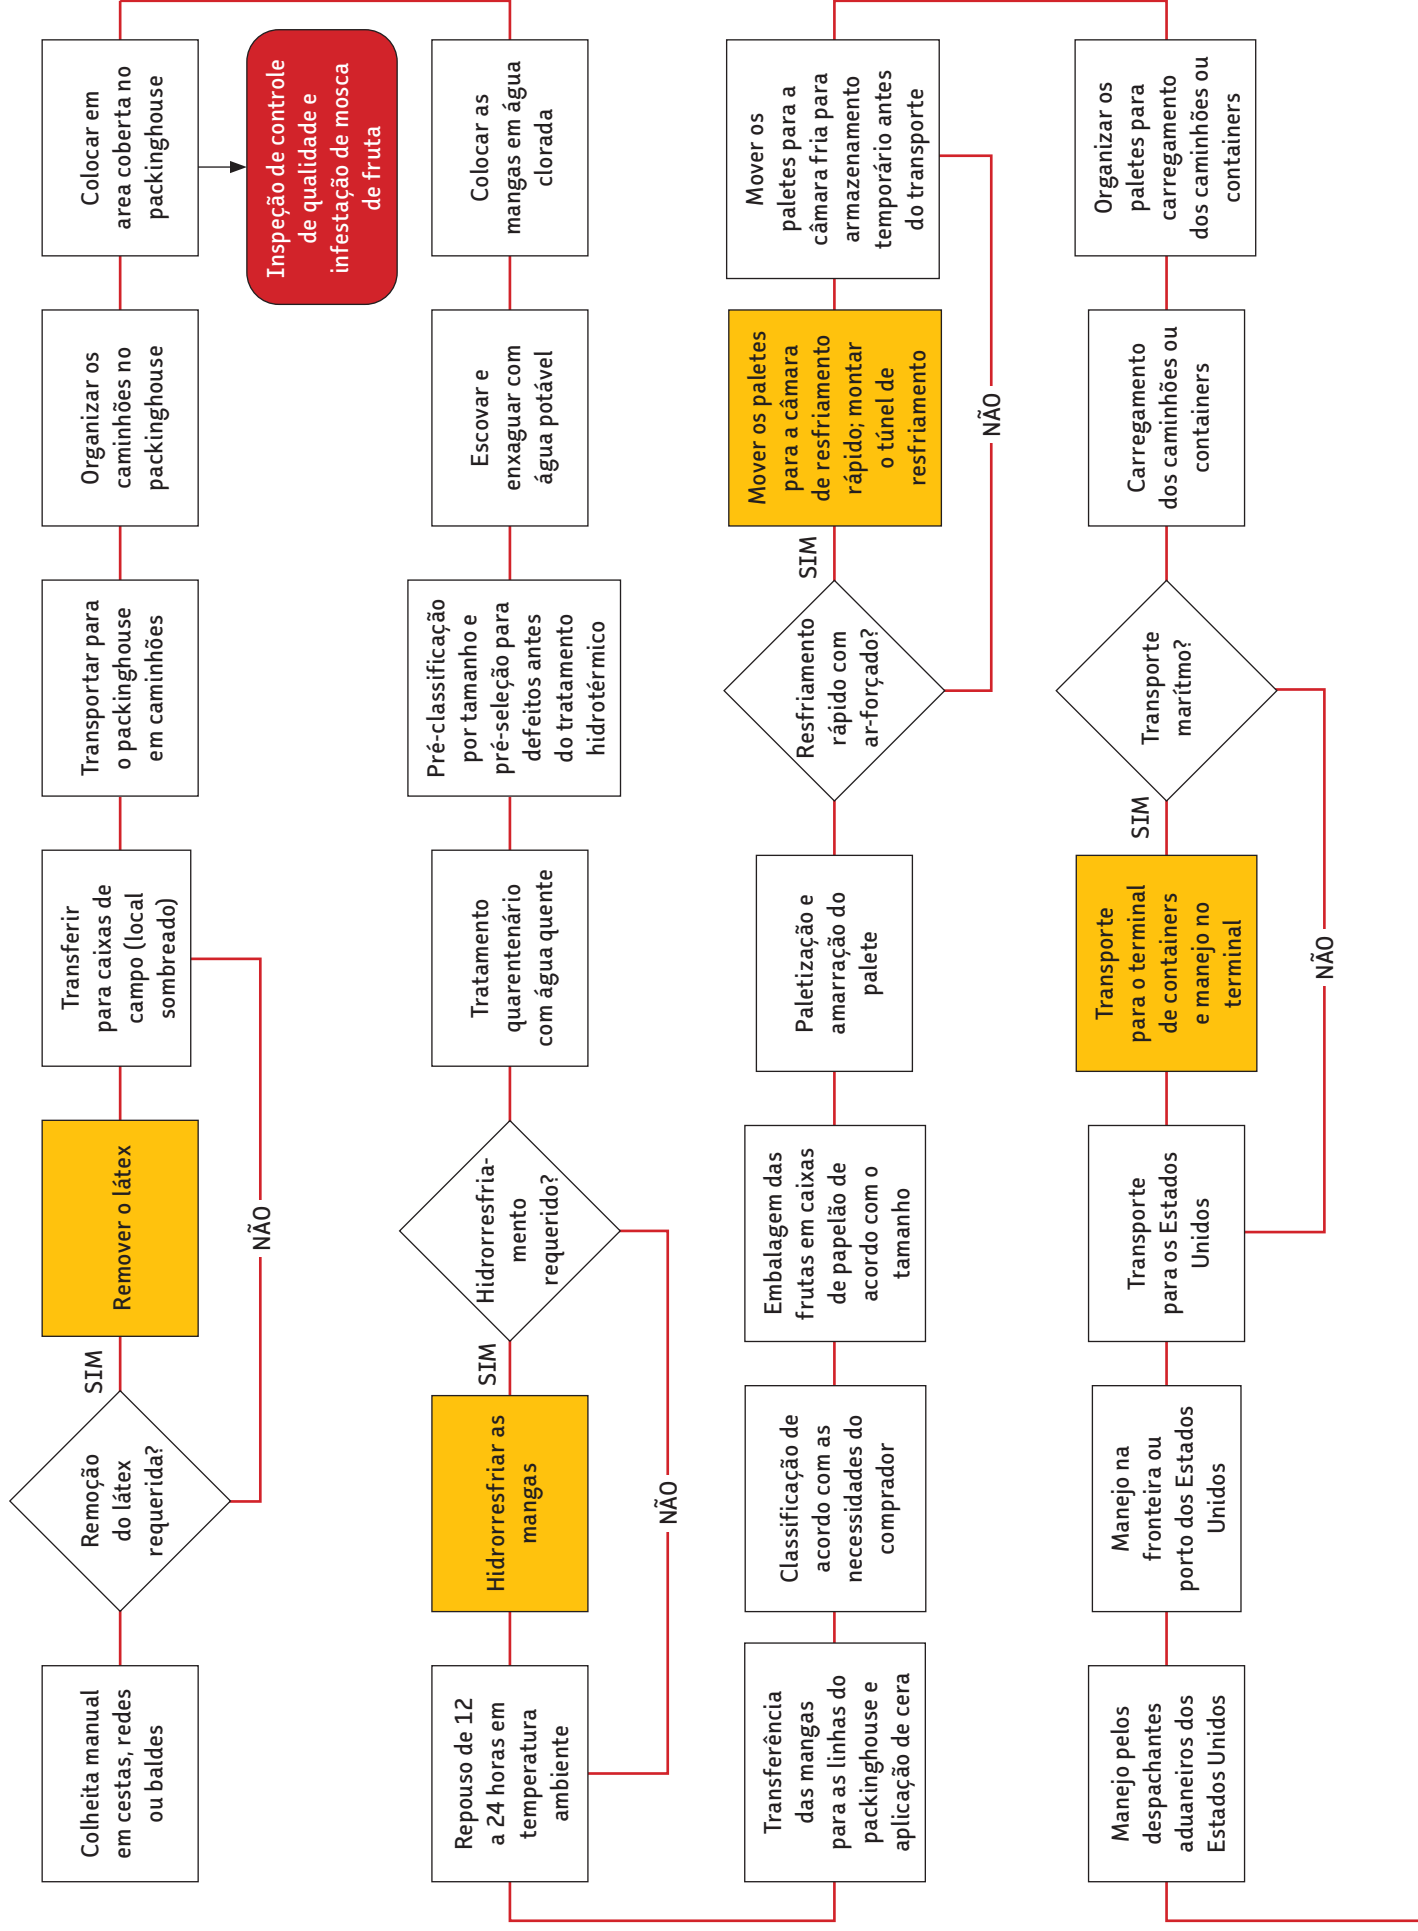 Colheita manual
em cestas, redes
ou baldes
Remoção
do látex
requerida?
SIM
NÃO
Remover o látex
Transferir
para caixas de
campo (local
sombreado)
Transportar para
o packinghouse
em caminhões
Organizar os
caminhões no
packinghouse
Colocar em
area coberta no
packinghouse
Inspeção de controle
de qualidade e
infestação de mosca
de fruta
Colocar as
mangas em água
clorada
Escovar e
enxaguar com
água potável
Pré-classificação
por tamanho e
pré-seleção para
defeitos antes
do tratamento
hidrotérmico
Tratamento
quarentenário
com água quente
Hidrorresfria-
mento
requerido?
SIM
NÃO
Hidrorresfriar as
mangas
Repouso de 12
a 24 horas em
temperatura
ambiente
Transferência
das mangas
para as linhas do
packinghouse e
aplicação de cera
Classificação de
acordo com as
necessidades do
comprador
Embalagem das
frutas em caixas
de papelão de
acordo com o
tamanho
Paletização e
amarração do
palete
Resfriamento
rápido com
ar-forçado?
SIM
NÃO
Mover os paletes
para a câmara
de resfriamento
rápido; montar
o túnel de
resfriamento
Mover os
paletes para a
câmara fria para
armazenamento
temporário antes
do transporte
Organizar os
paletes para
carregamento
dos caminhões ou
containers
Carregamento
dos caminhões ou
containers
Transporte
marítmo?
SIM
NÃO
Transporte
para o terminal
de containers
e manejo no
terminal
Transporte
para os Estados
Unidos
Manejo na
fronteira ou
porto dos Estados
Unidos
Manejo pelos
despachantes
aduaneiros dos
Estados Unidos